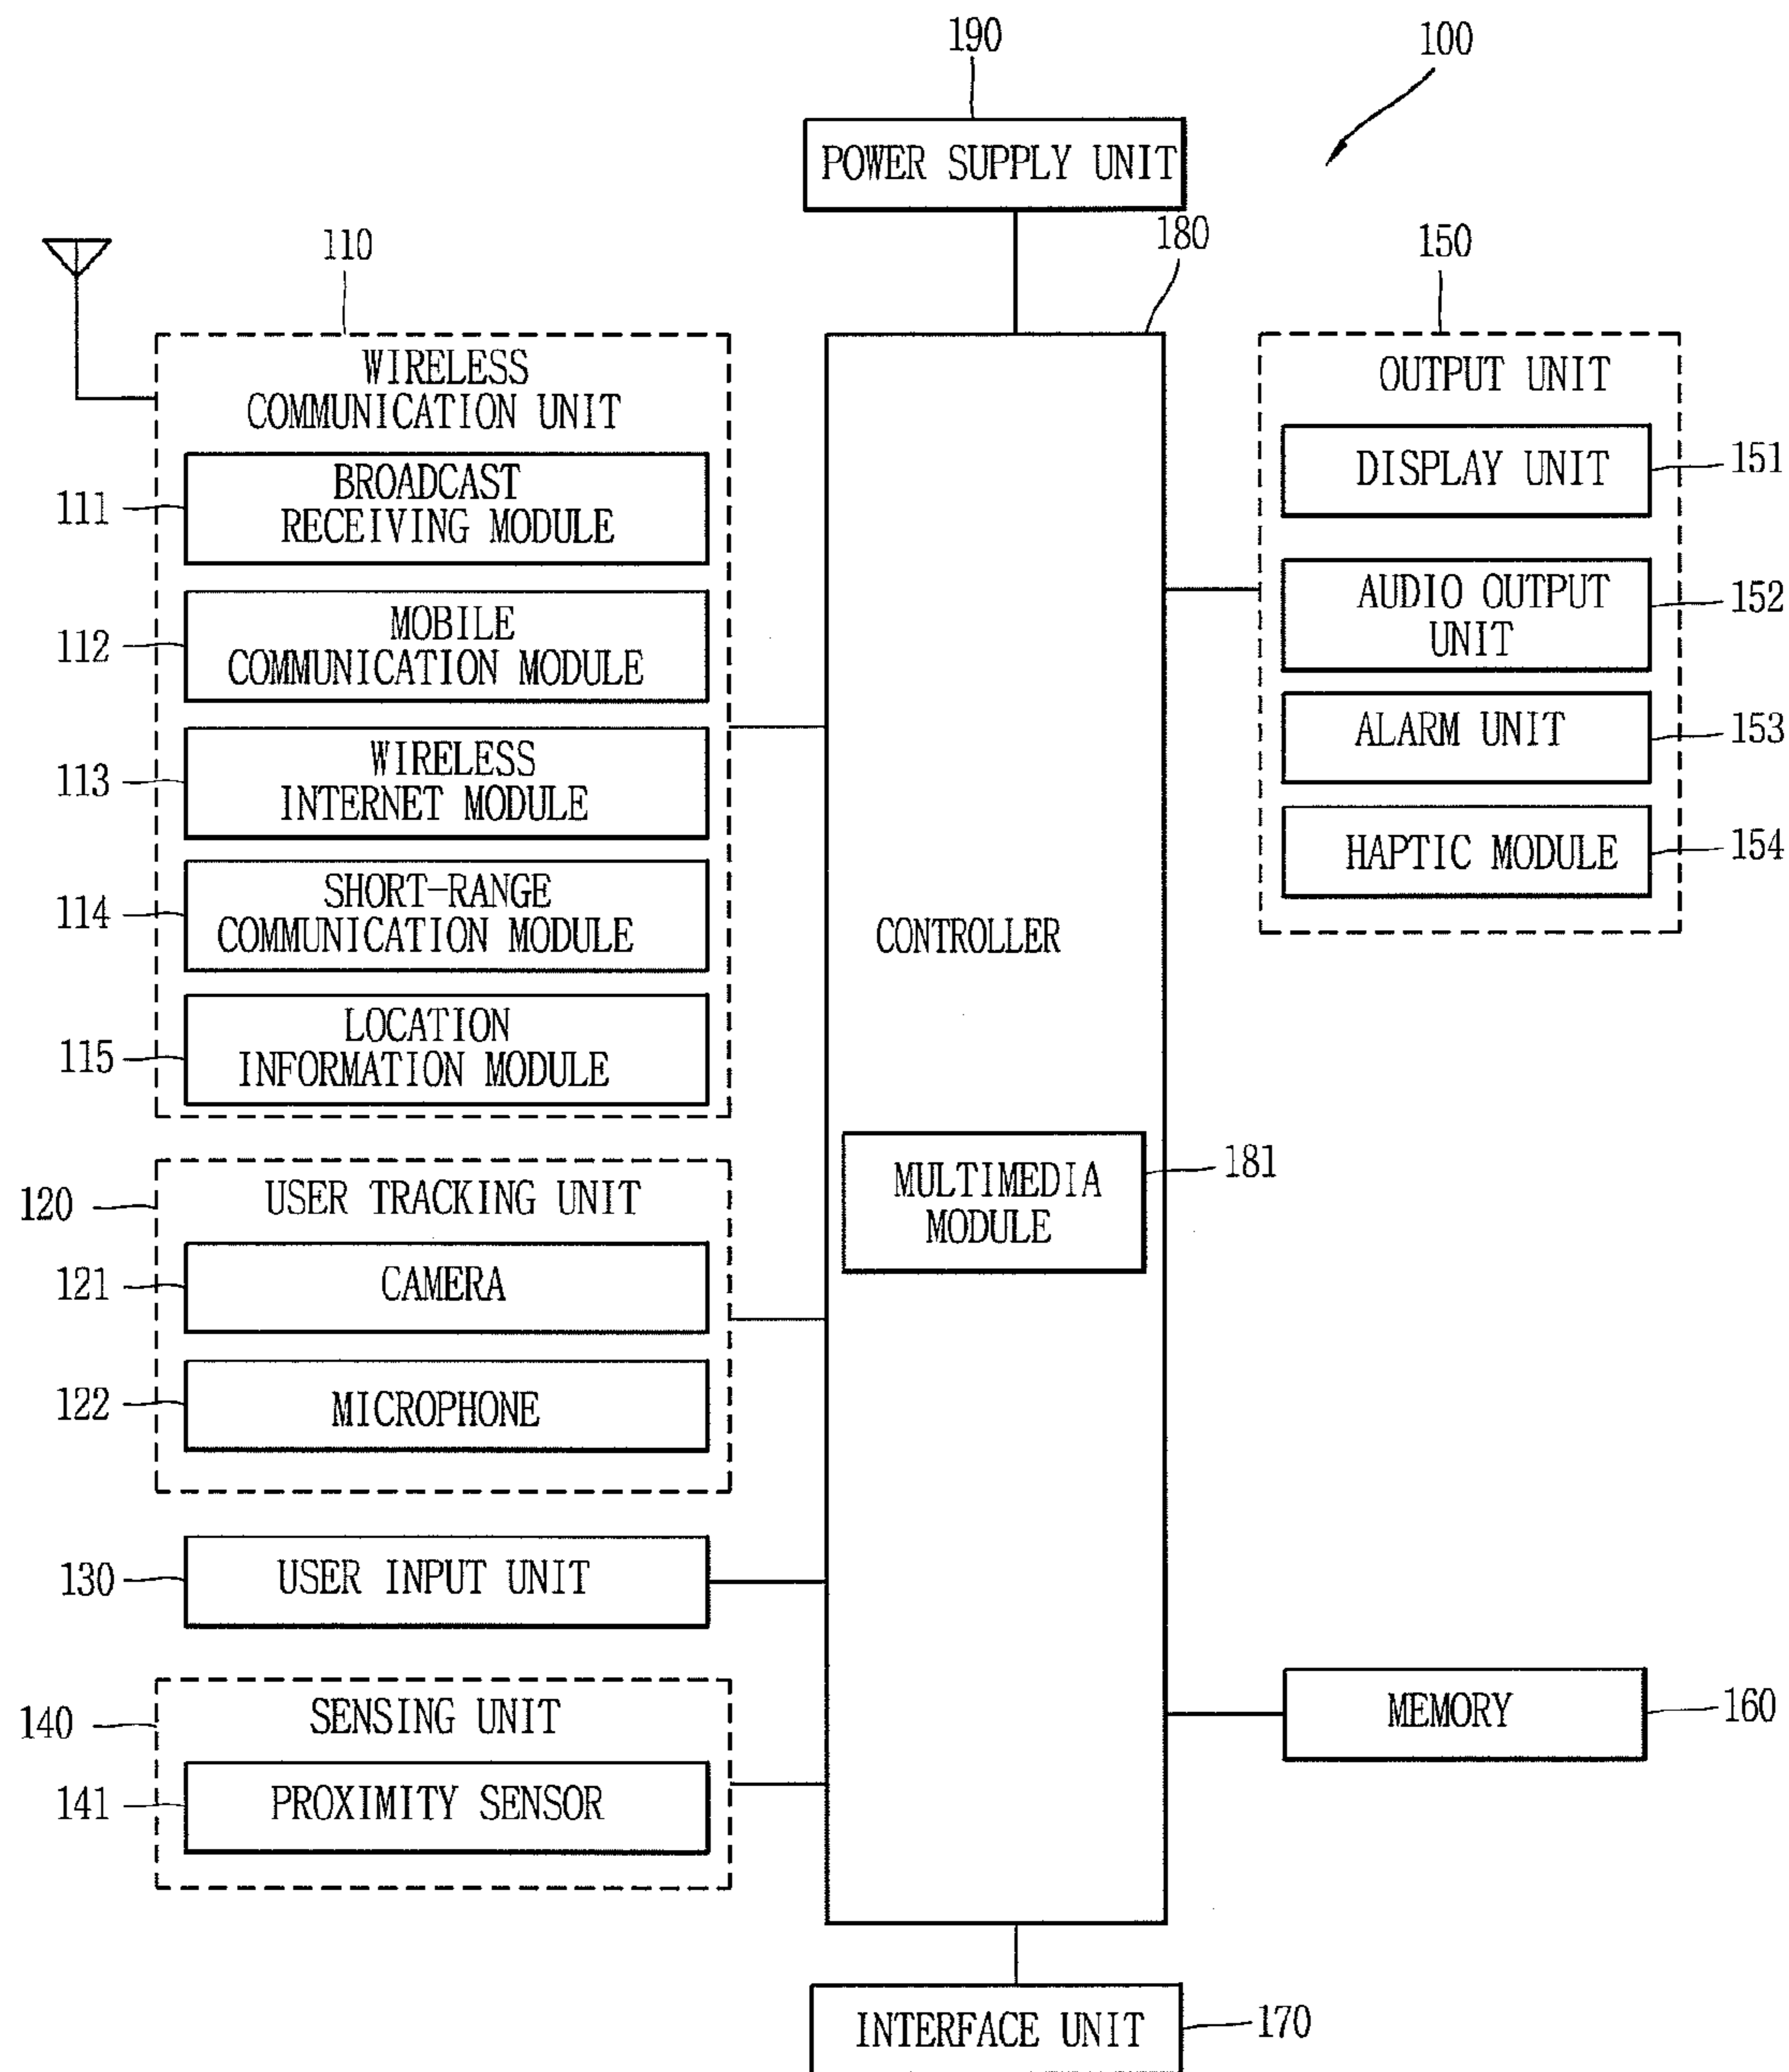 190
100
POWER SUPPLY UNIT
110
180
150
WIRELESS
COMMUNICATION UNIT
111
BROADCAST
RECEIVING MODULE
112
MOBILE
COMMUNICATION MODULE
113
WIRELESS
INTERNET MODULE
114
SHORT-RANGE
COMMUNICATION MODULE
115
LOCATION
INFORMATION MODULE
120
USER TRACKING UNIT
121
CAMERA
122
MICROPHONE
130
USER INPUT UNIT
140
SENSING UNIT
141
PROXIMITY SENSOR
CONTROLLER
MULTIMEDIA
MODULE
181
OUTPUT UNIT
DISPLAY UNIT
151
AUDIO OUTPUT
UNIT
152
ALARM UNIT
153
HAPTIC MODULE
154
MEMORY
160
INTERFACE UNIT
170